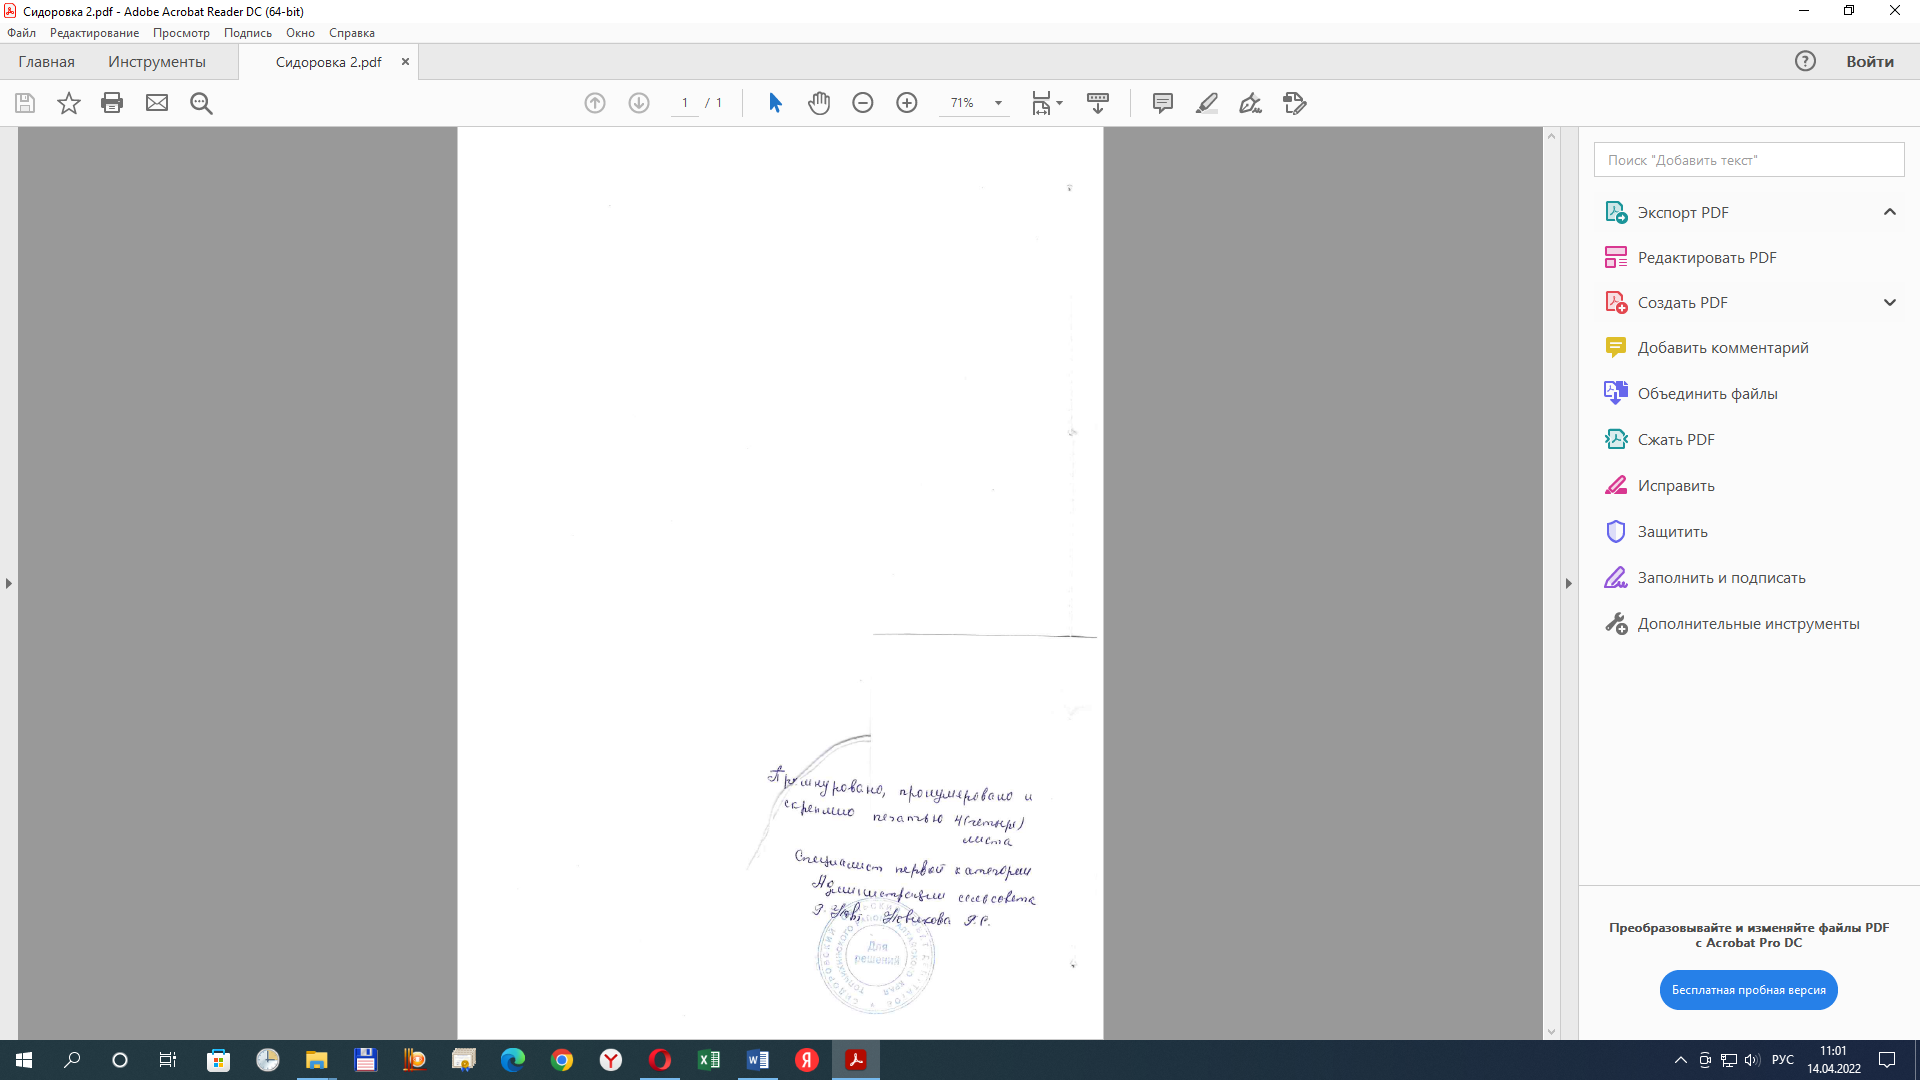 Сидоровка 2.pdf - Adobe Acrobat Reader DC (64-bit)
Файл Редактирование Просмотр Подпись Окно Справка
Главная Инструменты Сидоровка 2.pdf Войти
1 / 1 71%
Поиск "Добавить текст"
Экспорт PDF
Редактировать PDF
Создать PDF
Добавить комментарий
Объединить файлы
Сжать PDF
Исправить
Защитить
Заполнить и подписать
Дополнительные инструменты
Преобразовывайте и изменяйте файлы PDF
с Acrobat Pro DC
Бесплатная пробная версия
Прошнуровано, пронумеровано и
скреплено печатью 4(четыре)
листа
Специалист первой категории
Администрации сельсовета
Для
решений
РУС
11:01
14.04.2022